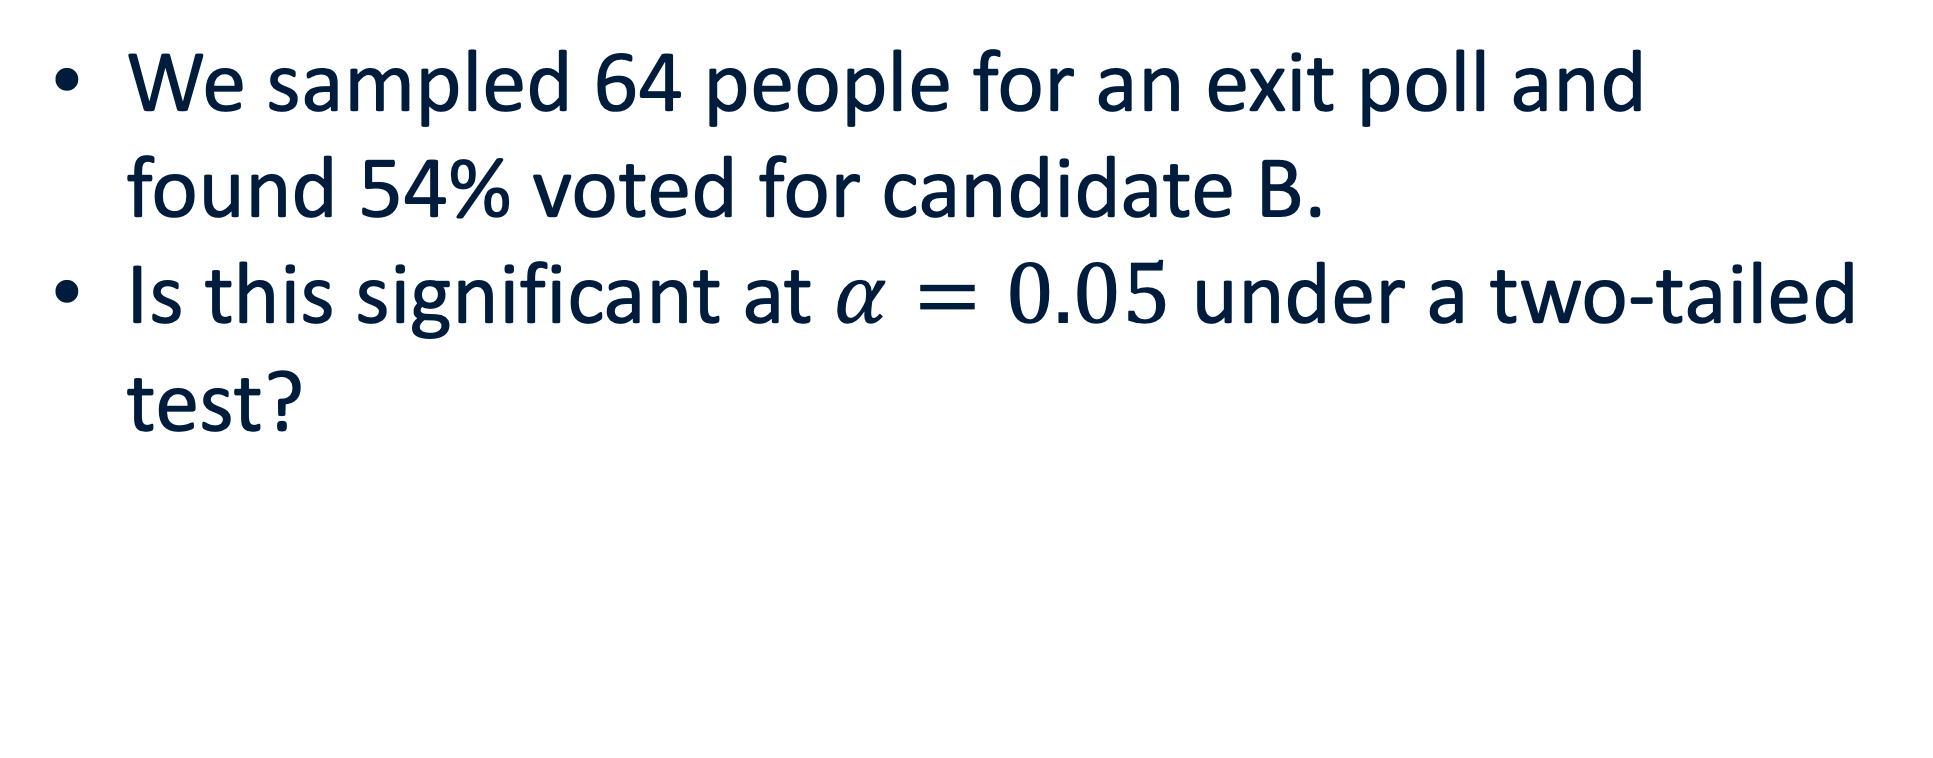 • We sampled 64 people for an exit poll and
found 54% voted for candidate B.
• Is this significant at 𝛼 = 0.05 under a two-tailed
test?